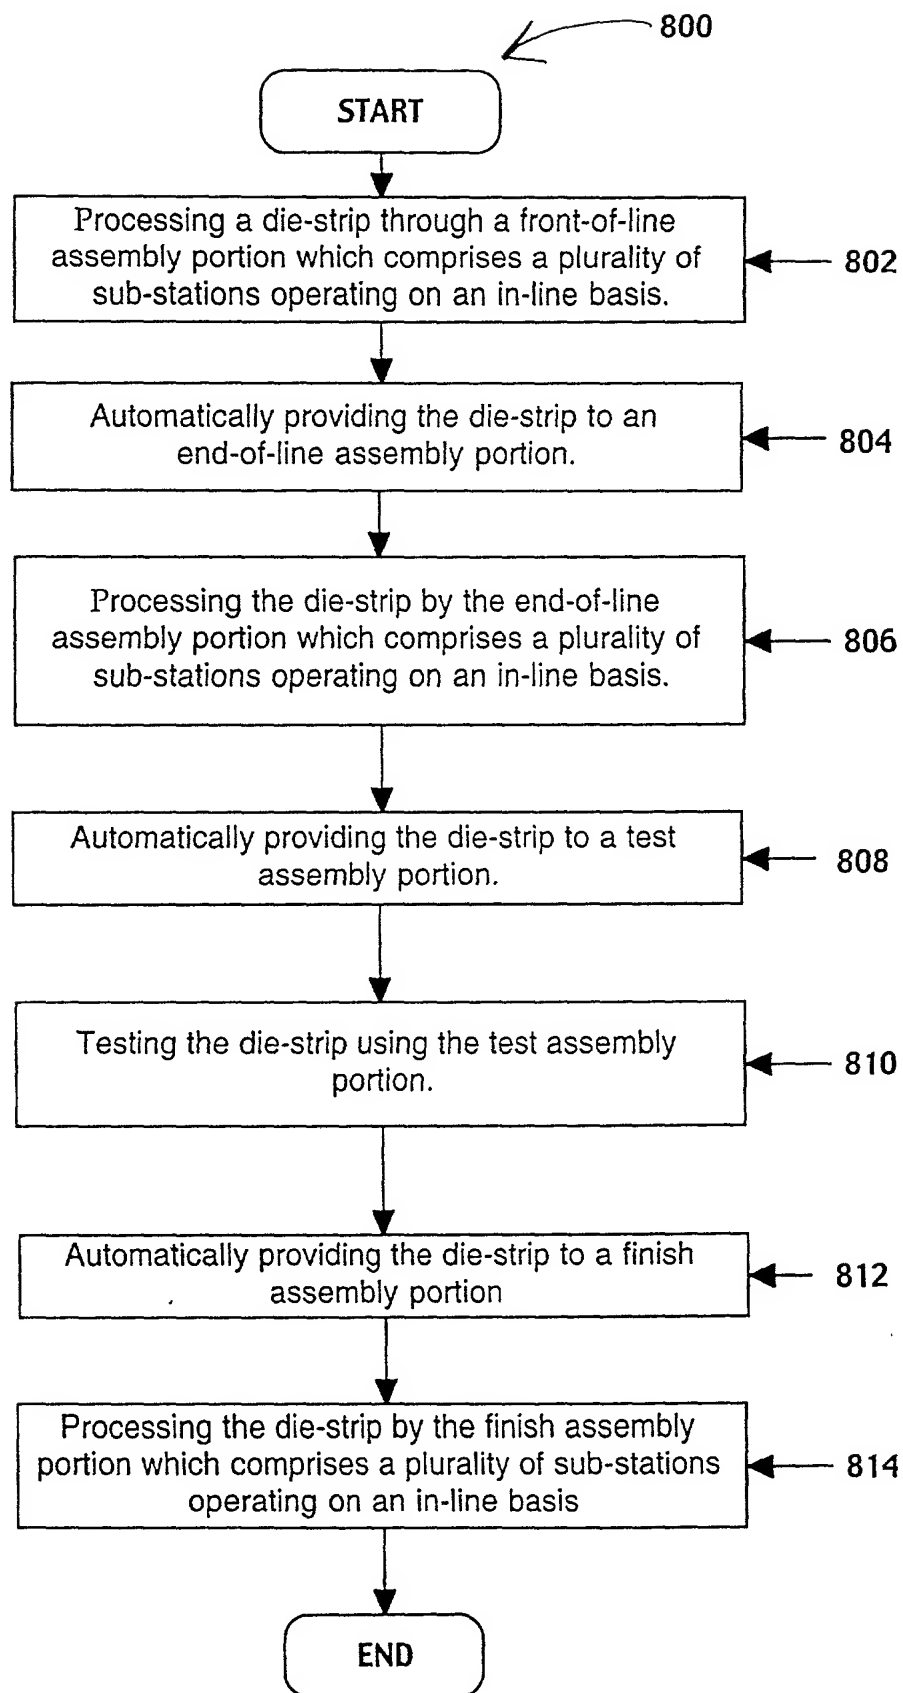 800
START
Processing a die-strip through a front-of-line
assembly portion which comprises a plurality of
sub-stations operating on an in-line basis.
802
Automatically providing the die-strip to an
end-of-line assembly portion.
804
Processing the die-strip by the end-of-line
assembly portion which comprises a plurality of
sub-stations operating on an in-line basis.
806
Automatically providing the die-strip to a test
assembly portion.
808
Testing the die-strip using the test assembly
portion.
810
Automatically providing the die-strip to a finish
assembly portion
812
Processing the die-strip by the finish assembly
portion which comprises a plurality of sub-stations
operating on an in-line basis
814
END